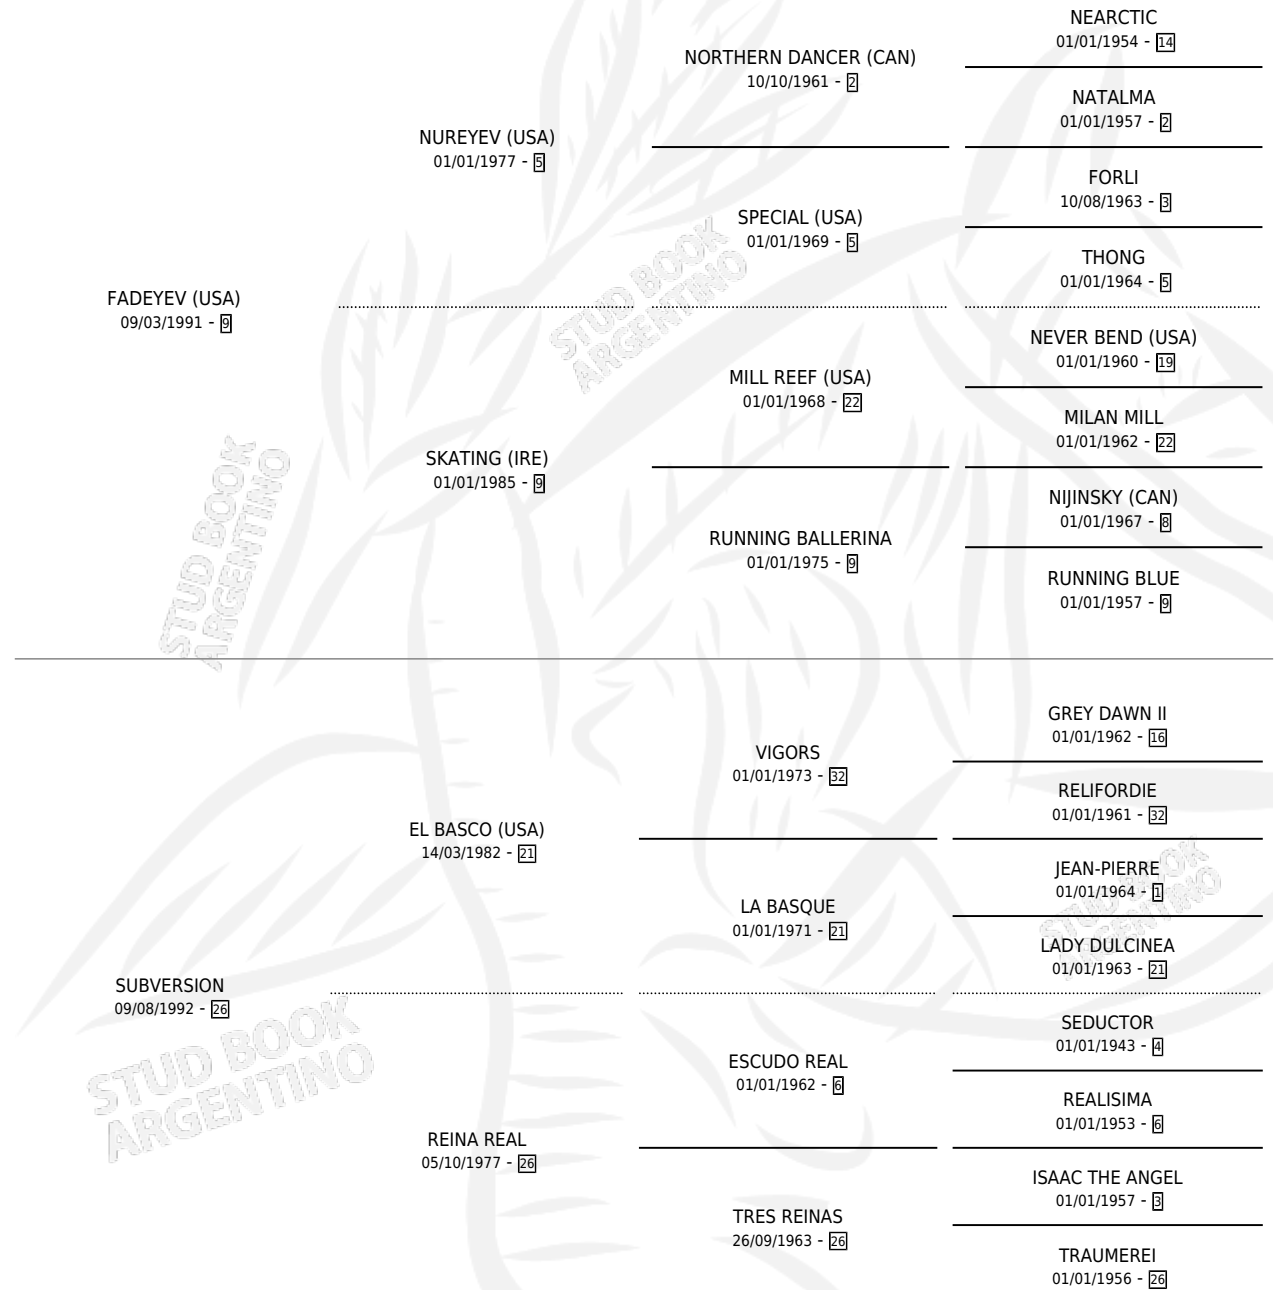 NEARCTIC
01/01/1954 - 14
NORTHERN DANCER (CAN)
10/10/1961 - 2
NATALMA
01/01/1957 - 2
NUREYEV (USA)
01/01/1977 - 5
FORLI
10/08/1963 - 3
SPECIAL (USA)
01/01/1969 - 5
THONG
01/01/1964 - 5
FADEYEV (USA)
09/03/1991 - 9
NEVER BEND (USA)
01/01/1960 - 19
MILL REEF (USA)
01/01/1968 - 22
MILAN MILL
01/01/1962 - 22
SKATING (IRE)
01/01/1985 - 9
NIJINSKY (CAN)
01/01/1967 - 8
RUNNING BALLERINA
01/01/1975 - 9
RUNNING BLUE
01/01/1957 - 9
GREY DAWN II
01/01/1962 - 16
VIGORS
01/01/1973 - 32
RELIFORDIE
01/01/1961 - 32
EL BASCO (USA)
14/03/1982 - 21
JEAN-PIERRE
01/01/1964 - 1
LA BASQUE
01/01/1971 - 21
LADY DULCINEA
01/01/1963 - 21
SUBVERSION
09/08/1992 - 26
SEDUCTOR
01/01/1943 - 4
ESCUDO REAL
01/01/1962 - 6
REALISIMA
01/01/1953 - 6
REINA REAL
05/10/1977 - 26
ISAAC THE ANGEL
01/01/1957 - 3
TRES REINAS
26/09/1963 - 26
TRAUMEREI
01/01/1956 - 26
STUD BOOK
ARGENTINO
STUD BOOK
ARGENTINO
STUD BOOK
ARGENTINO
STUD BOOK
ARGENTINO